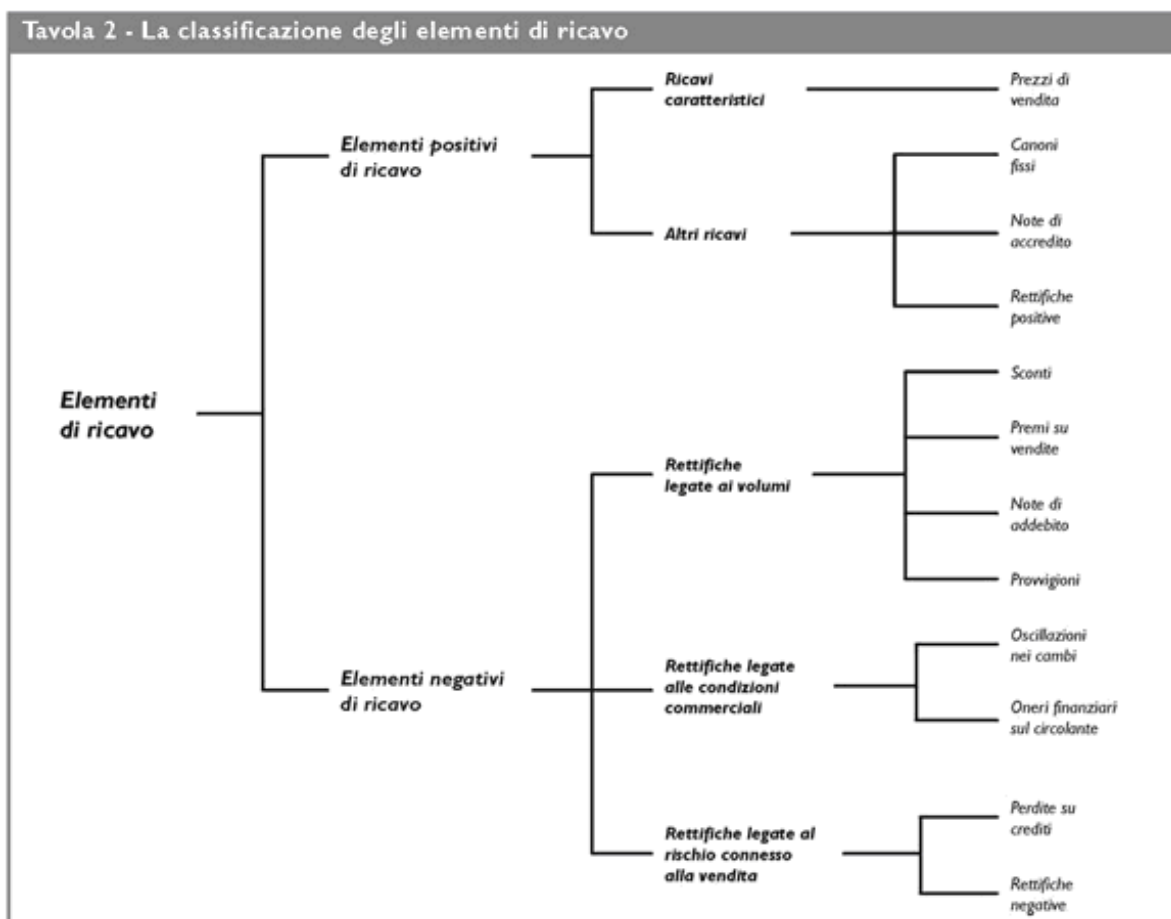 Tavola 2 - La classificazione degli elementi di ricavo
Elementi
di ricavo
Elementi positivi
di ricavo
Ricavi
caratteristici
Prezzi di
vendita
Altri ricavi
Canoni
fissi
Note di
accredito
Rettifiche
positive
Elementi negativi
di ricavo
Rettifiche
legate ai volumi
Sconti
Premi su
vendite
Note di
addebito
Provvigioni
Rettifiche legate
alle condizioni
commerciali
Oscillazioni
nei cambi
Oneri finanziari
sul circolante
Rettifiche legate al
rischio connesso
alla vendita
Perdite su
crediti
Rettifiche
negative